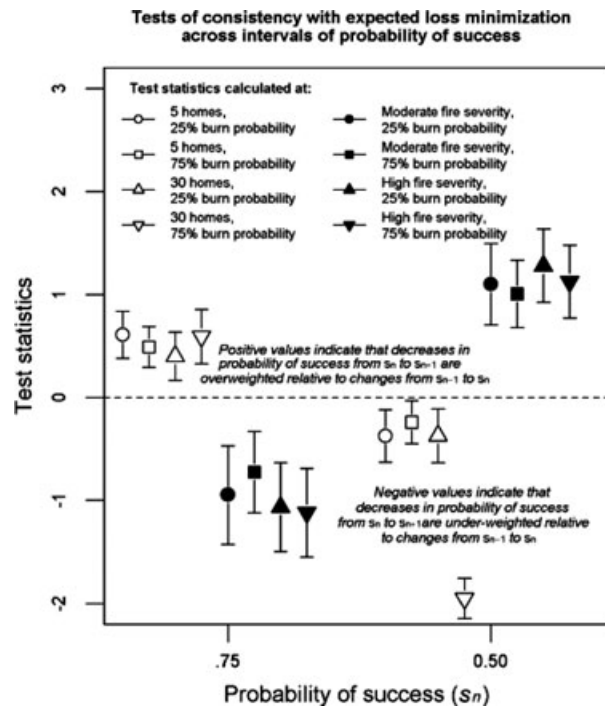 Tests of consistency with expected loss minimization
across intervals of probability of success
Test statistics calculated at:
5 homes,
25% burn probability
5 homes,
75% burn probability
30 homes,
25% burn probability
30 homes,
75% burn probability
Moderate fire severity,
25% burn probability
Moderate fire severity,
75% burn probability
High fire severity,
25% burn probability
High fire severity,
75% burn probability
Positive values indicate that decreases in
probability of success from sn to sn+1 are
overweighted relative to changes from sn-1 to sn
Negative values indicate that
decreases in probability of success
from sn to sn+1are under-weighted relative
to changes from sn-1 to sn
Test statistics
3
2
1
0
-1
-2
.75
0.50
Probability of success (sn)